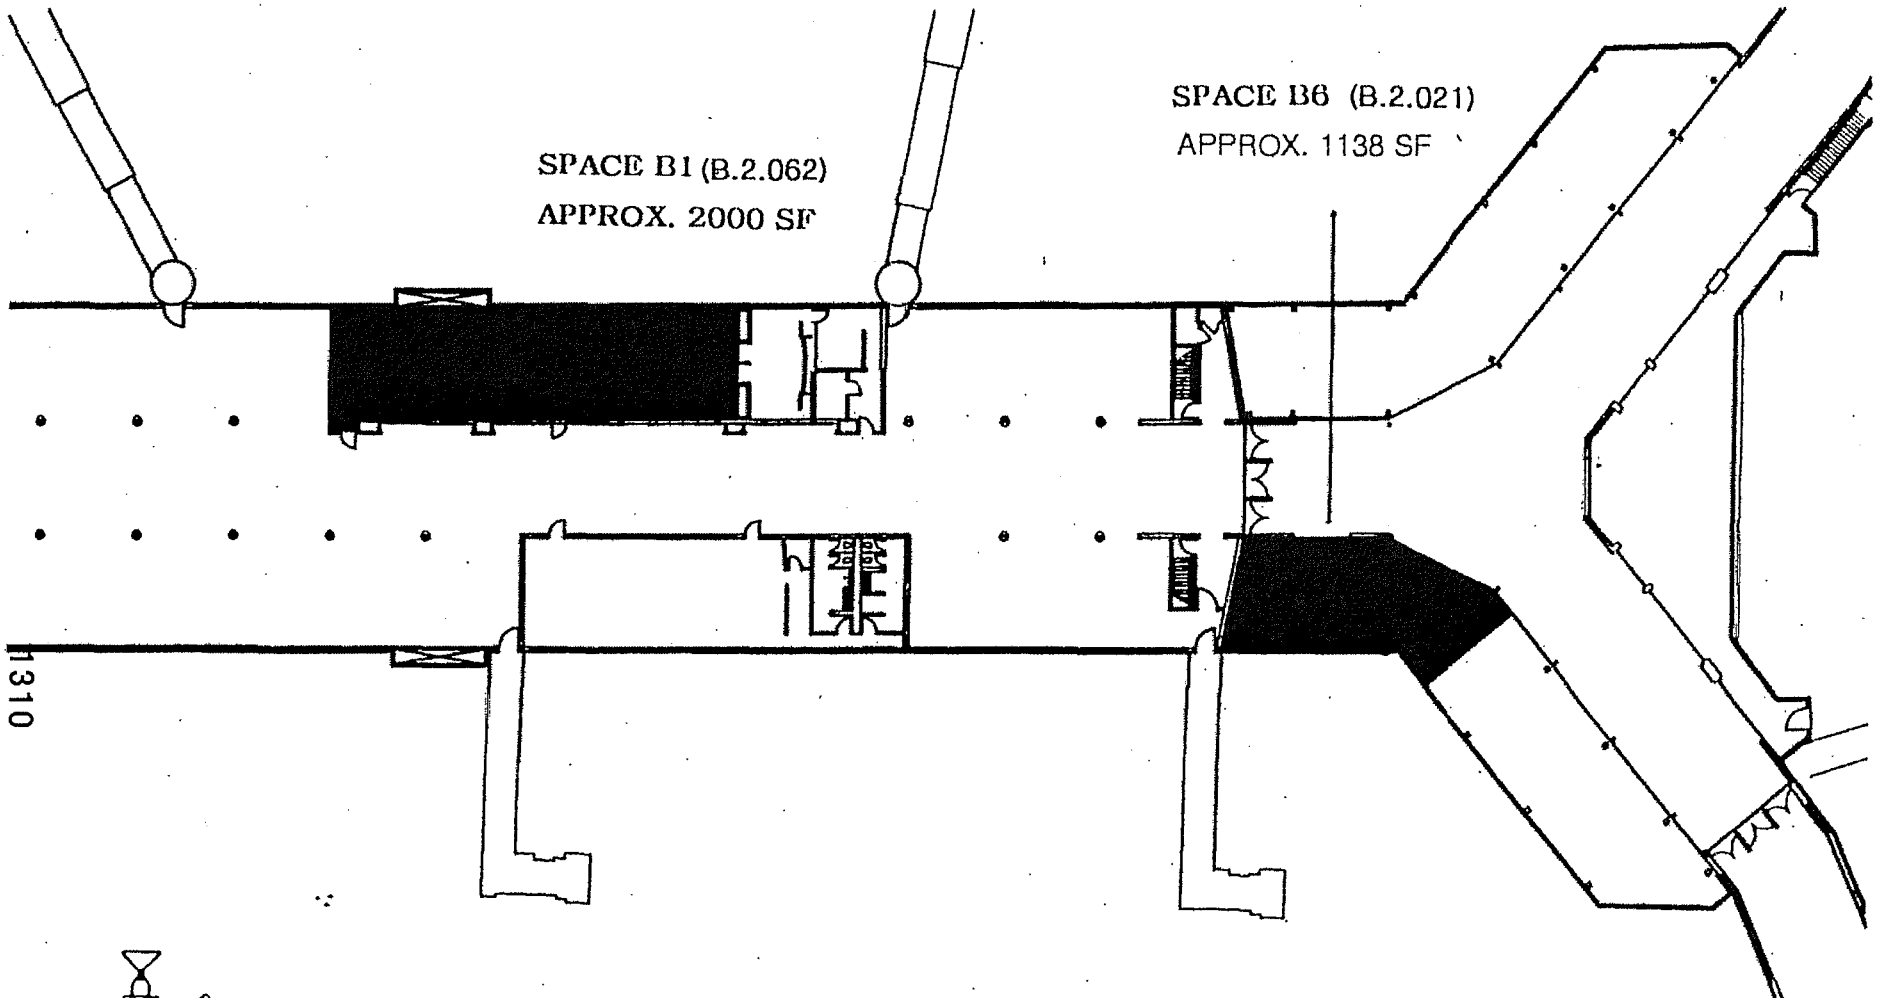 SPACE B6 (B.2.021)
APPROX. 1138 SF
SPACE B1 (B.2.062)
APPROX. 2000 SF
1310